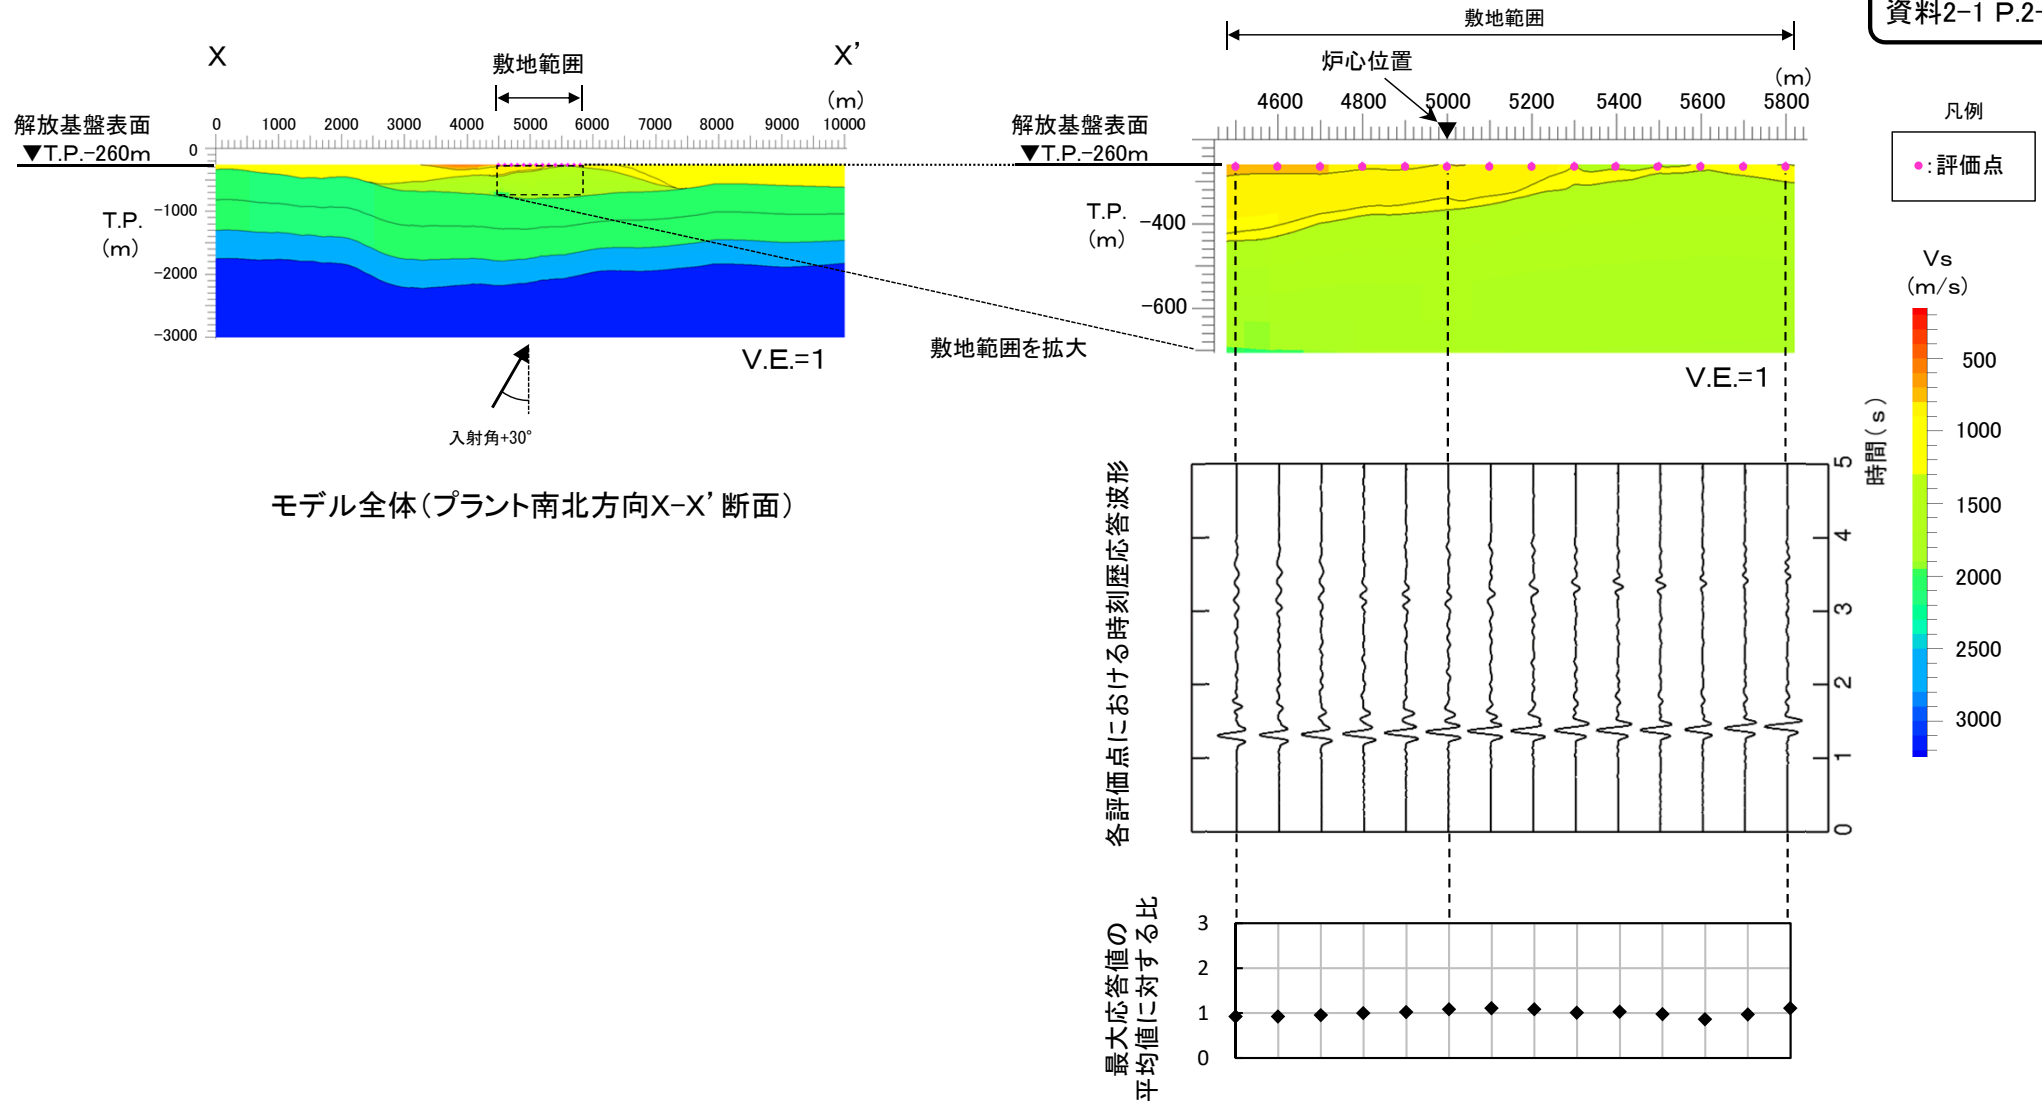 資料2-1 P.2-
X
X’
敷地範囲
(m)
解放基盤表面
▼T.P.-260m
0 1000 2000 3000 4000 5000 6000 7000 8000 9000 10000
0
-1000
-2000
-3000
T.P.
(m)
V.E.=1
入射角+30°
モデル全体(プラント南北方向X-X’断面)
敷地範囲
炉心位置
(m)
4600 4800 5000 5200 5400 5600 5800
解放基盤表面
▼T.P.-260m
T.P.
(m)
-400
-600
敷地範囲を拡大
V.E.=1
凡例
:評価点
Vs
(m/s)
500
1000
1500
2000
2500
3000
各評価点における時刻歴応答波形
時間(s)
5
4
3
2
1
0
最大応答値の
平均値に対する比
3
2
1
0